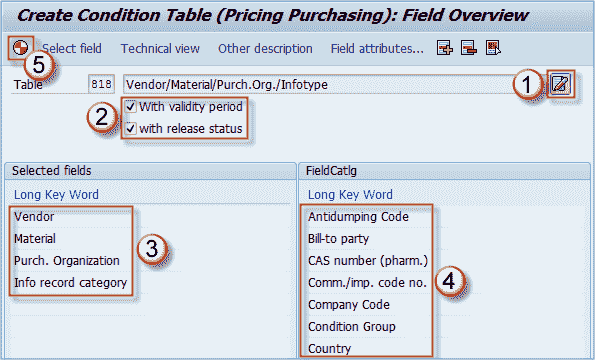 Create Condition Table (Pricing Purchasing): Field Overview
5 Select field Technical view Other description Field attributes...
Table 818 Vendor/Material/Purch.Org./Infotype 1
2 With validity period
with release status
Selected fields FieldCatlg
Long Key Word Long Key Word
Vendor Antidumping Code
Material Bill-to party
Purch. Organization 3 CAS number (pharm.)
Info record category Comm./imp. code no. 4
Company Code
Condition Group
Country